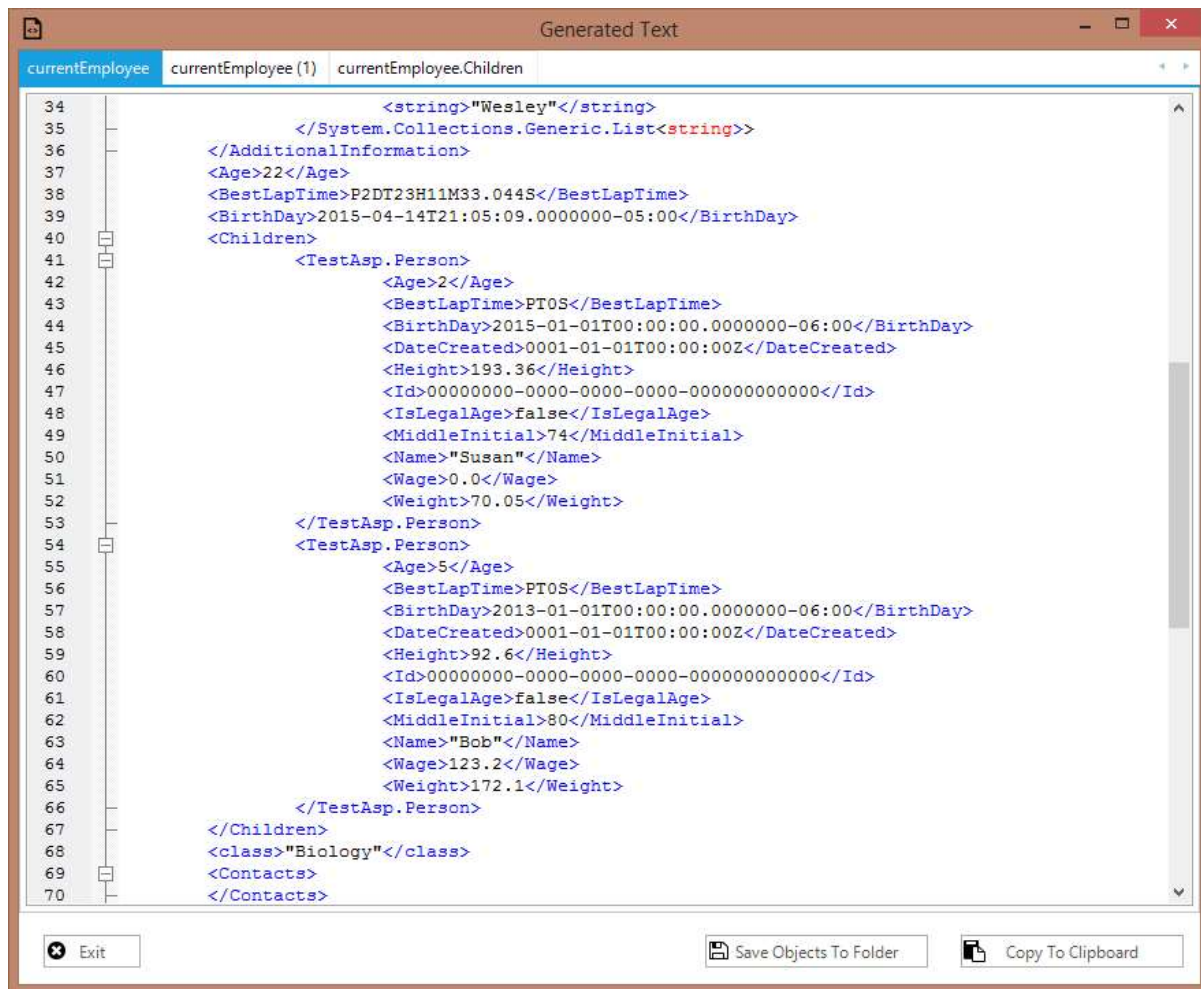 Generated Text
currentEmployee currentEmployee (1) currentEmployee.Children
34 <string>"Wesley"</string>
35 </System.Collections.Generic.List<string>>
36 </AdditionalInformation>
37 <Age>22</Age>
38 <BestLapTime>P2DT23H11M33.044S</BestLapTime>
39 <BirthDay>2015-04-14T21:05:09.0000000-05:00</BirthDay>
40 <Children>
41 <TestAsp.Person>
42 <Age>2</Age>
43 <BestLapTime>PT0S</BestLapTime>
44 <BirthDay>2015-01-01T00:00:00.0000000-06:00</BirthDay>
45 <DateCreated>0001-01-01T00:00:00Z</DateCreated>
46 <Height>193.36</Height>
47 <Id>00000000-0000-0000-0000-000000000000</Id>
48 <IsLegalAge>false</IsLegalAge>
49 <MiddleInitial>74</MiddleInitial>
50 <Name>"Susan"</Name>
51 <Wage>0.0</Wage>
52 <Weight>70.05</Weight>
53 </TestAsp.Person>
54 <TestAsp.Person>
55 <Age>5</Age>
56 <BestLapTime>PT0S</BestLapTime>
57 <BirthDay>2013-01-01T00:00:00.0000000-06:00</BirthDay>
58 <DateCreated>0001-01-01T00:00:00Z</DateCreated>
59 <Height>92.6</Height>
60 <Id>00000000-0000-0000-0000-000000000000</Id>
61 <IsLegalAge>false</IsLegalAge>
62 <MiddleInitial>80</MiddleInitial>
63 <Name>"Bob"</Name>
64 <Wage>123.2</Wage>
65 <Weight>172.1</Weight>
66 </TestAsp.Person>
67 </Children>
68 <class>"Biology"</class>
69 <Contacts>
70 </Contacts>
Exit Save Objects To Folder Copy To Clipboard